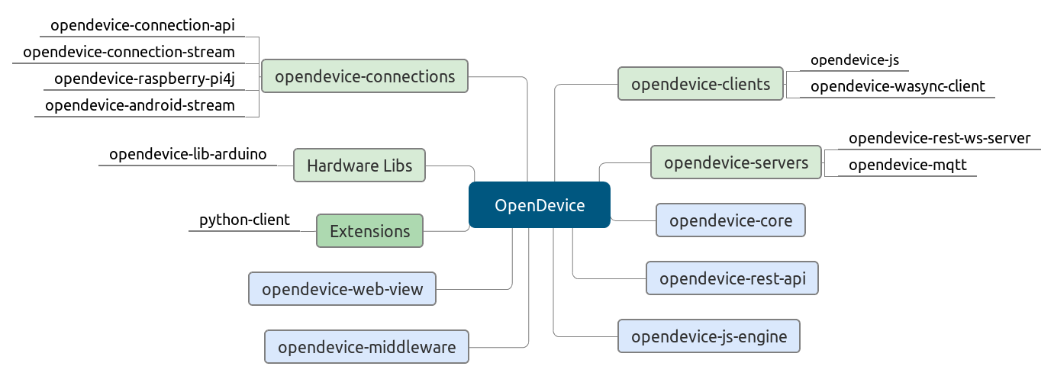 opendevice-connection-api
opendevice-connection-stream
opendevice-raspberry-pi4j
opendevice-android-stream
opendevice-connections
opendevice-lib-arduino
Hardware Libs
python-client
Extensions
opendevice-web-view
opendevice-middleware
OpenDevice
opendevice-clients
opendevice-js
opendevice-wasync-client
opendevice-servers
opendevice-rest-ws-server
opendevice-mqtt
opendevice-core
opendevice-rest-api
opendevice-js-engine